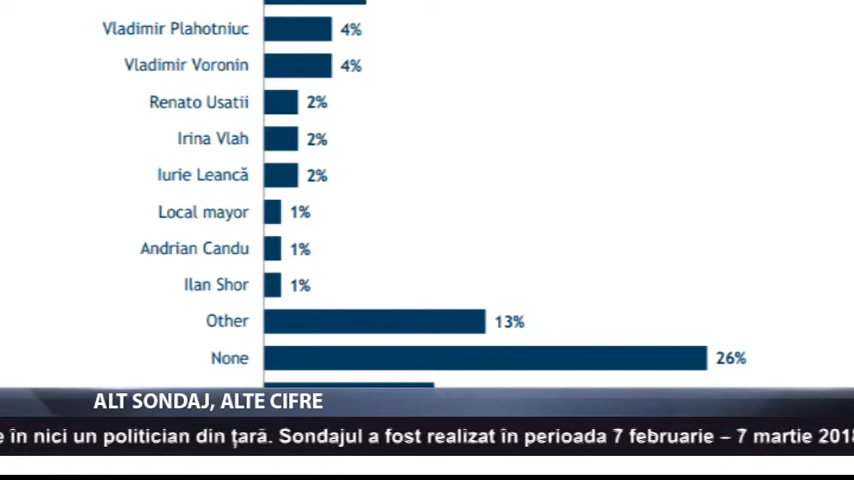 Vladimir Plahotniuc 4%
Vladimir Voronin 4%
Renato Usatii 2%
Irina Vlah 2%
Iurie Leancă 2%
Local mayor 1%
Andrian Candu 1%
Ilan Shor 1%
Other 13%
None 26%
ALT SONDAJ, ALTE CIFRE
în nici un politician din țară. Sondajul a fost realizat în perioada 7 februarie – 7 martie 2018